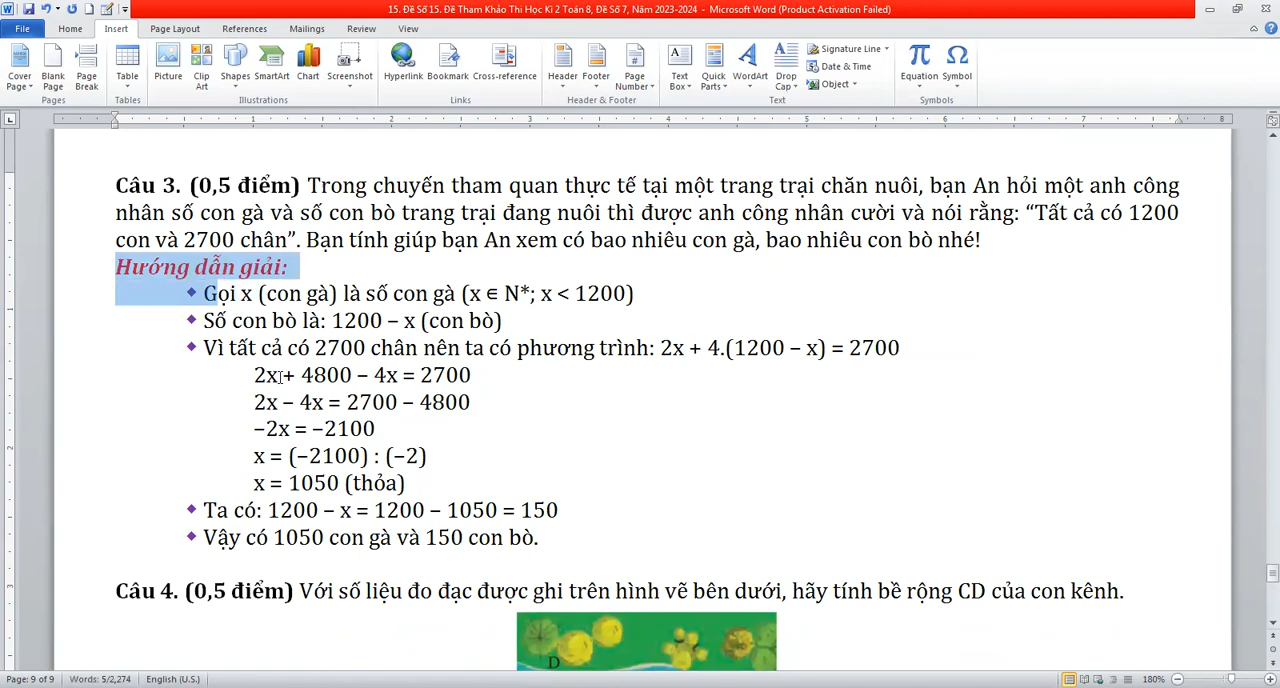 15. Đề Số 15. Đề Tham Khảo Thi Học Kì 2 Toán 8, Đề Số 7, Năm 2023-2024 - Microsoft Word (Product Activation Failed)
File Home Insert Page Layout References Mailings Review View
Cover Page Blank Page Page Break Table Picture Clip Art Shapes SmartArt Chart Screenshot Hyperlink Bookmark Cross-reference Header Footer Page Number Text Box Quick Parts WordArt Drop Cap Signature Line Date & Time Object Equation Symbol
Pages Tables Illustrations Links Header & Footer Text Symbols
1 2 3 4 5 6 7 8
Câu 3. (0,5 điểm) Trong chuyến tham quan thực tế tại một trang trại chăn nuôi, bạn An hỏi một anh công
nhân số con gà và số con bò trang trại đang nuôi thì được anh công nhân cười và nói rằng: “Tất cả có 1200
con và 2700 chân”. Bạn tính giúp bạn An xem có bao nhiêu con gà, bao nhiêu con bò nhé!
Hướng dẫn giải:
Gọi x (con gà) là số con gà (x ∈ N*; x < 1200)
Số con bò là: 1200 − x (con bò)
Vì tất cả có 2700 chân nên ta có phương trình: 2x + 4.(1200 − x) = 2700
2x + 4800 − 4x = 2700
2x − 4x = 2700 − 4800
−2x = −2100
x = (−2100) : (−2)
x = 1050 (thỏa)
Ta có: 1200 − x = 1200 − 1050 = 150
Vậy có 1050 con gà và 150 con bò.
Câu 4. (0,5 điểm) Với số liệu đo đạc được ghi trên hình vẽ bên dưới, hãy tính bề rộng CD của con kênh.
D
Page: 9 of 9 Words: 5/2,274 English (U.S.) 180%